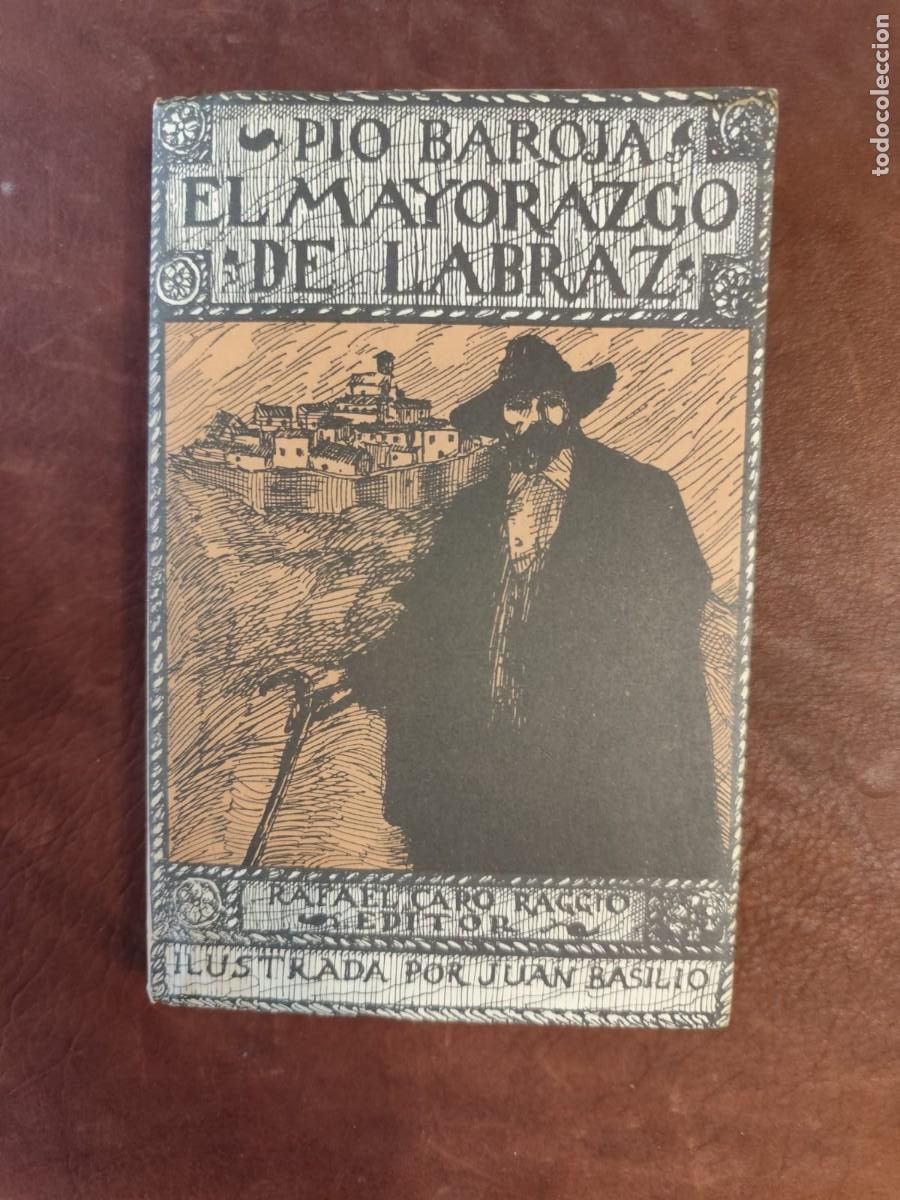 PIO BAROJA
EL MAYORAZGO
DE LABRAZ
RAFAEL CARO RAGGIO
EDITOR
ILUSTRADA POR JUAN BASILIO
todocoleccion